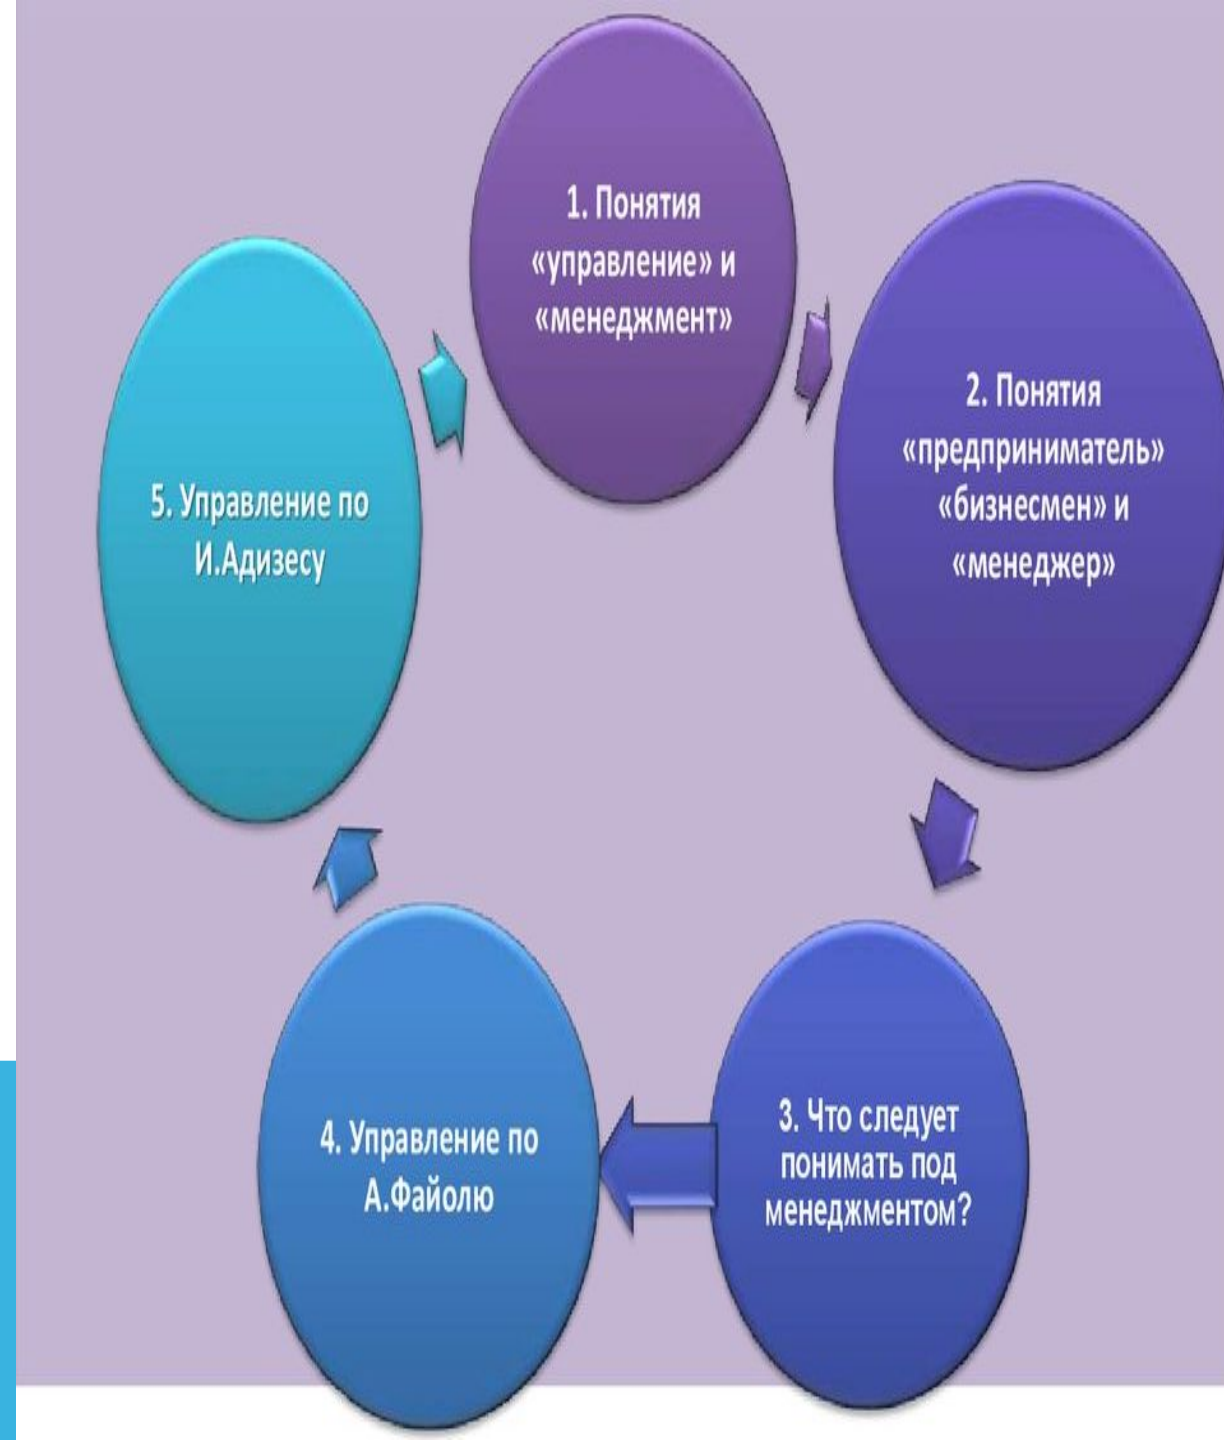 1. Понятия
«управление» и
«менеджмент»
2. Понятия
«предприниматель»
«бизнесмен» и
«менеджер»
3. Что следует
понимать под
менеджментом?
4. Управление по
А.Файолю
5. Управление по
И.Адизесу